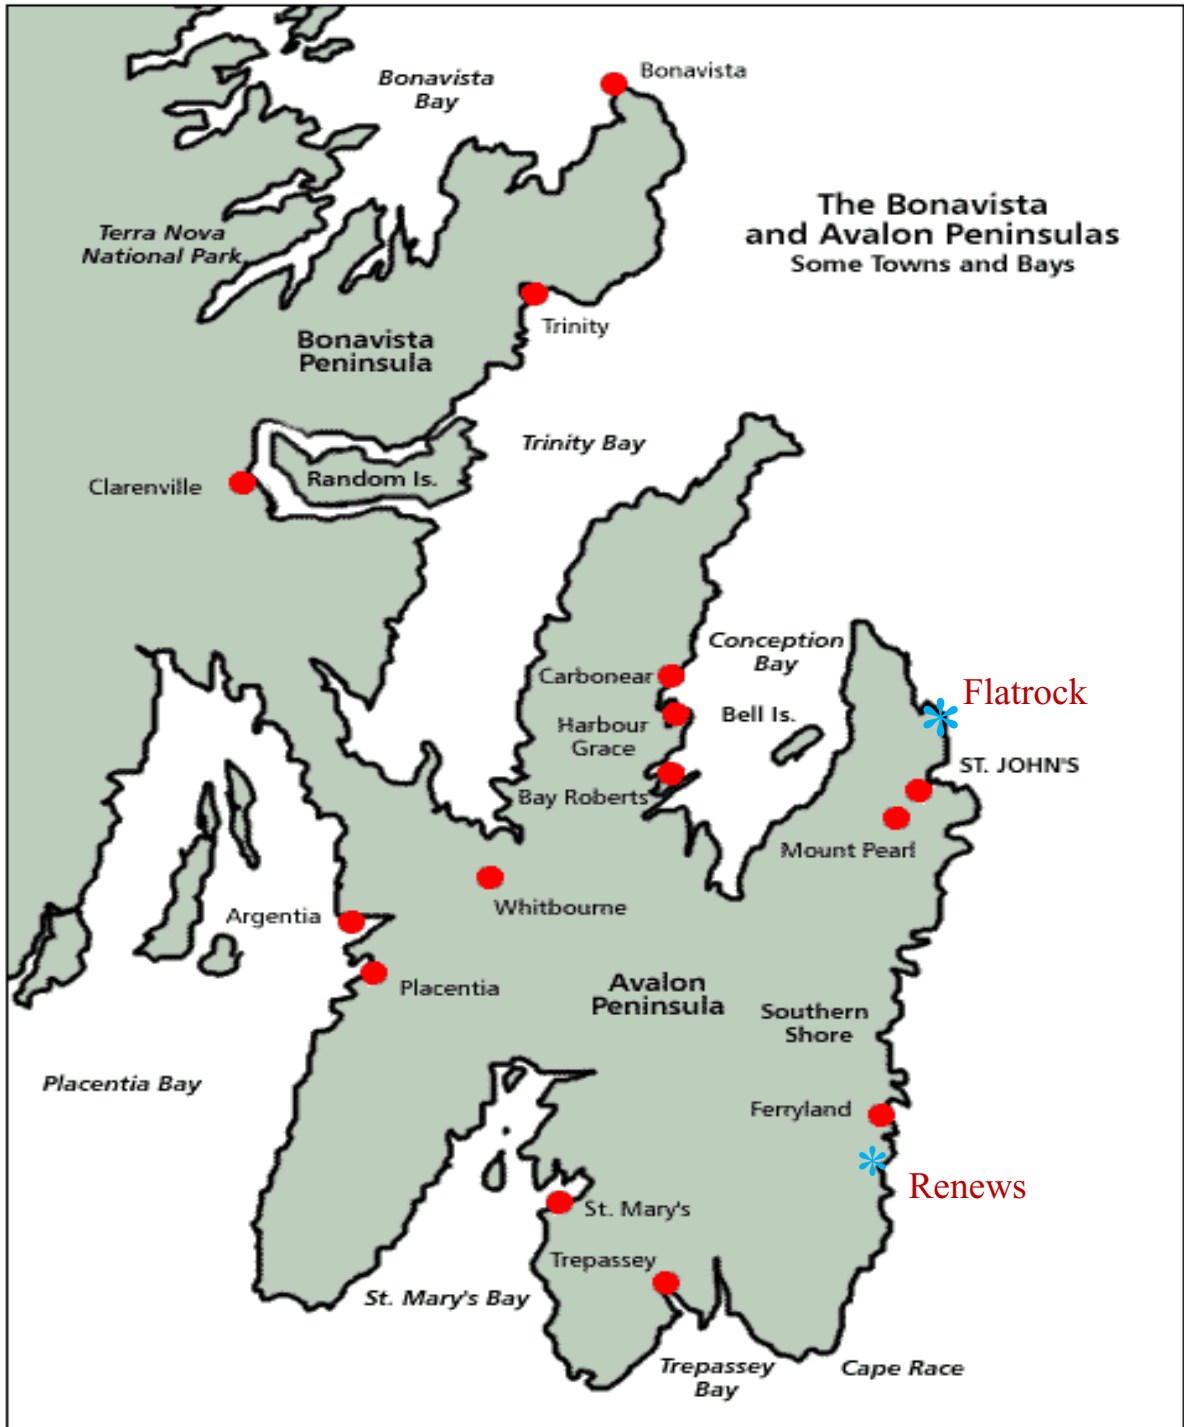 Bonavista
Bonavista
Bay
The Bonavista
and Avalon Peninsulas
Some Towns and Bays
Terra Nova
National Park
Trinity
Bonavista
Peninsula
Trinity Bay
Random Is.
Clarenville
Conception
Bay
Carbonear
Flatrock
Bell Is.
Harbour
Grace
ST. JOHN'S
Bay Roberts
Mount Pearl
Whitbourne
Argentia
Placentia
Avalon
Peninsula
Southern
Shore
Placentia Bay
Ferryland
Renews
St. Mary's
Trepassey
St. Mary's Bay
Trepassey
Bay
Cape Race